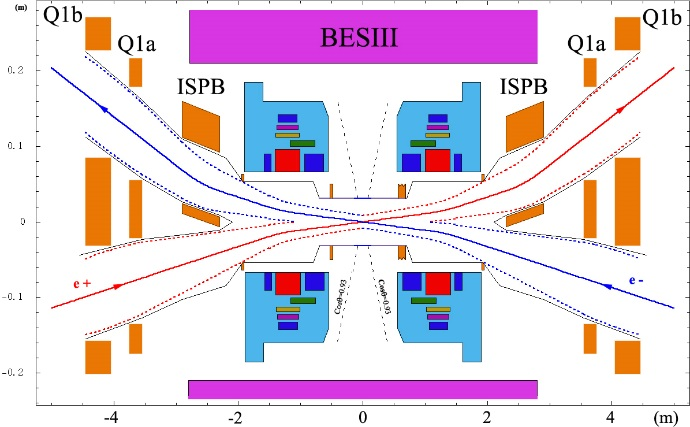 (m)
Q1b
Q1b
BESIII
Q1a
Q1a
ISPB
ISPB
0.2
0.1
0
-0.1
-0.2
e+
e-
Cosθ=0.93
Cosθ=0.93
-4
-2
0
2
4
(m)